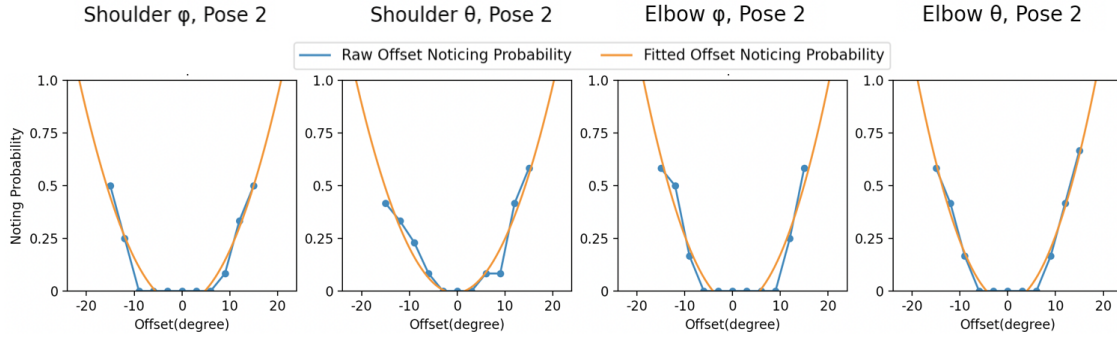 Shoulder φ, Pose 2
Shoulder θ, Pose 2
Elbow φ, Pose 2
Elbow θ, Pose 2
Raw Offset Noticing Probability
Fitted Offset Noticing Probability
Noting Probability
1.0
0.75
0.5
0.25
0
-20 -10 0 10 20
Offset(degree)
1.0
0.75
0.5
0.25
0
-20 -10 0 10 20
Offset(degree)
1.0
0.75
0.5
0.25
0
-20 -10 0 10 20
Offset(degree)
1.0
0.75
0.5
0.25
0
-20 -10 0 10 20
Offset(degree)